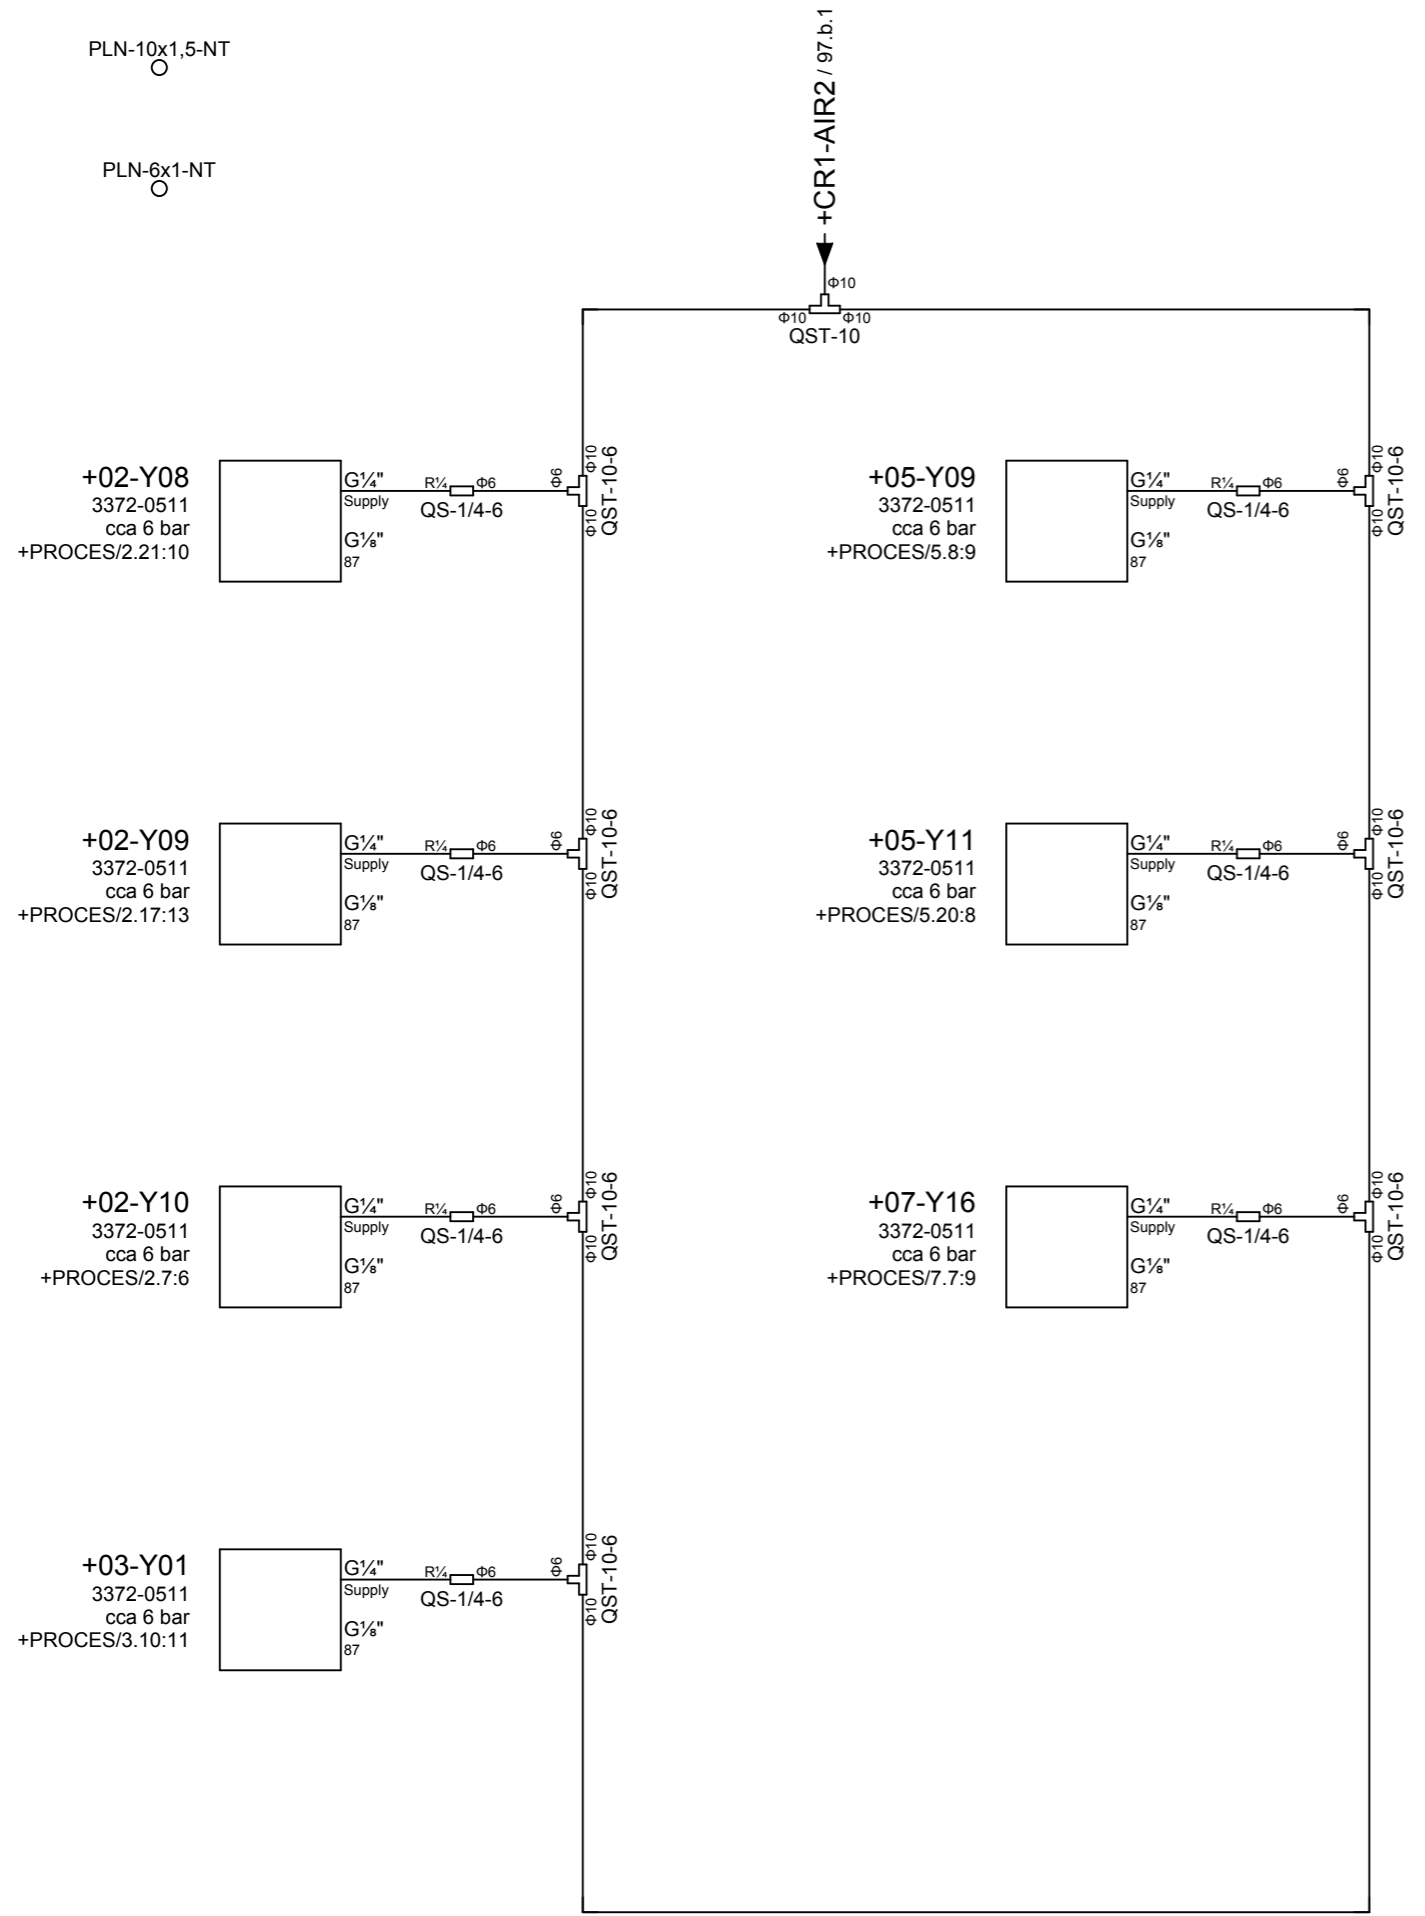 PLN-10x1,5-NT
PLN-6x1-NT
+CR1-AIR2 / 97.b.1
Φ10
Φ10 Φ10
QST-10
+02-Y08
3372-0511
cca 6 bar
+PROCES/2.21:10
G¼"
Supply
G⅛"
87
R¼ Φ6
QS-1/4-6
Φ6
Φ10
Φ10
QST-10-6
+05-Y09
3372-0511
cca 6 bar
+PROCES/5.8:9
G¼"
Supply
G⅛"
87
R¼ Φ6
QS-1/4-6
Φ6
Φ10
Φ10
QST-10-6
+02-Y09
3372-0511
cca 6 bar
+PROCES/2.17:13
G¼"
Supply
G⅛"
87
R¼ Φ6
QS-1/4-6
Φ6
Φ10
Φ10
QST-10-6
+05-Y11
3372-0511
cca 6 bar
+PROCES/5.20:8
G¼"
Supply
G⅛"
87
R¼ Φ6
QS-1/4-6
Φ6
Φ10
Φ10
QST-10-6
+02-Y10
3372-0511
cca 6 bar
+PROCES/2.7:6
G¼"
Supply
G⅛"
87
R¼ Φ6
QS-1/4-6
Φ6
Φ10
Φ10
QST-10-6
+07-Y16
3372-0511
cca 6 bar
+PROCES/7.7:9
G¼"
Supply
G⅛"
87
R¼ Φ6
QS-1/4-6
Φ6
Φ10
Φ10
QST-10-6
+03-Y01
3372-0511
cca 6 bar
+PROCES/3.10:11
G¼"
Supply
G⅛"
87
R¼ Φ6
QS-1/4-6
Φ6
Φ10
Φ10
QST-10-6